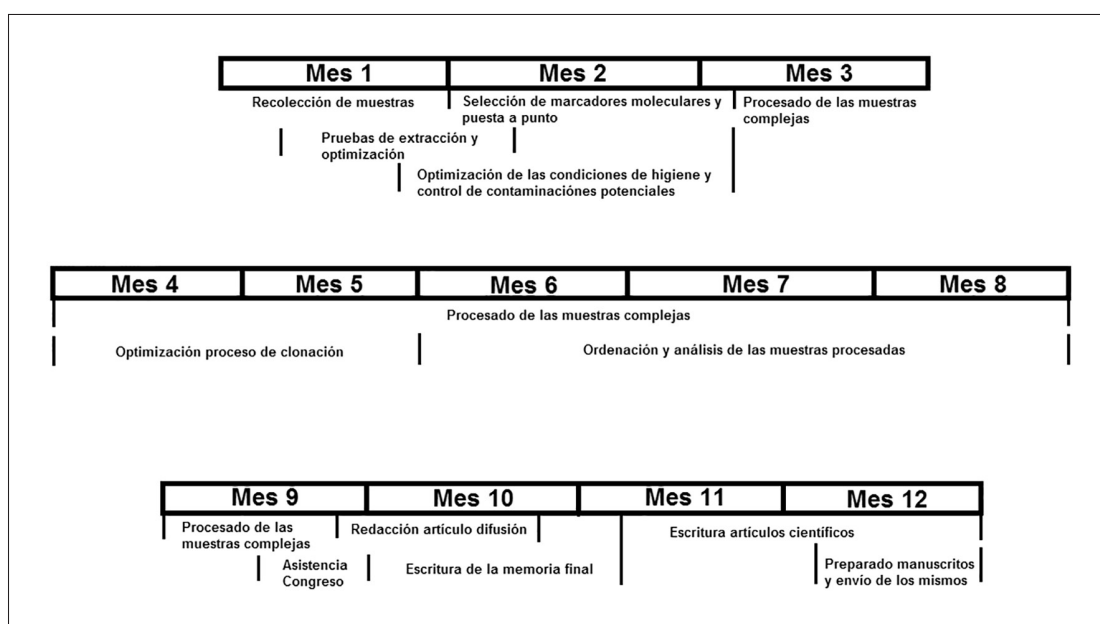 Mes 1
Mes 2
Mes 3
Recolección de muestras
Selección de marcadores moleculares y
puesta a punto
Procesado de las muestras
complejas
Pruebas de extracción y
optimización
Optimización de las condiciones de higiene y
control de contaminaciónes potenciales
Mes 4
Mes 5
Mes 6
Mes 7
Mes 8
Procesado de las muestras complejas
Optimización proceso de clonación
Ordenación y análisis de las muestras procesadas
Mes 9
Mes 10
Mes 11
Mes 12
Procesado de las
muestras complejas
Redacción artículo difusión
Escritura artículos científicos
Asistencia
Congreso
Escritura de la memoria final
Preparado manuscritos
y envío de los mismos